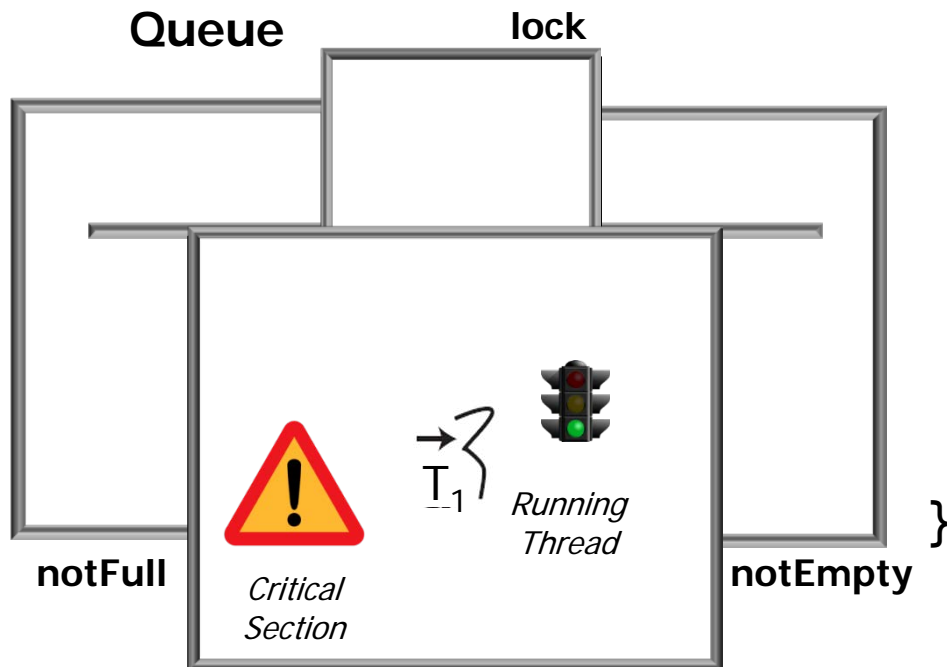 Queue
lock
T1
Running
Thread
}
notFull
notEmpty
Critical
Section